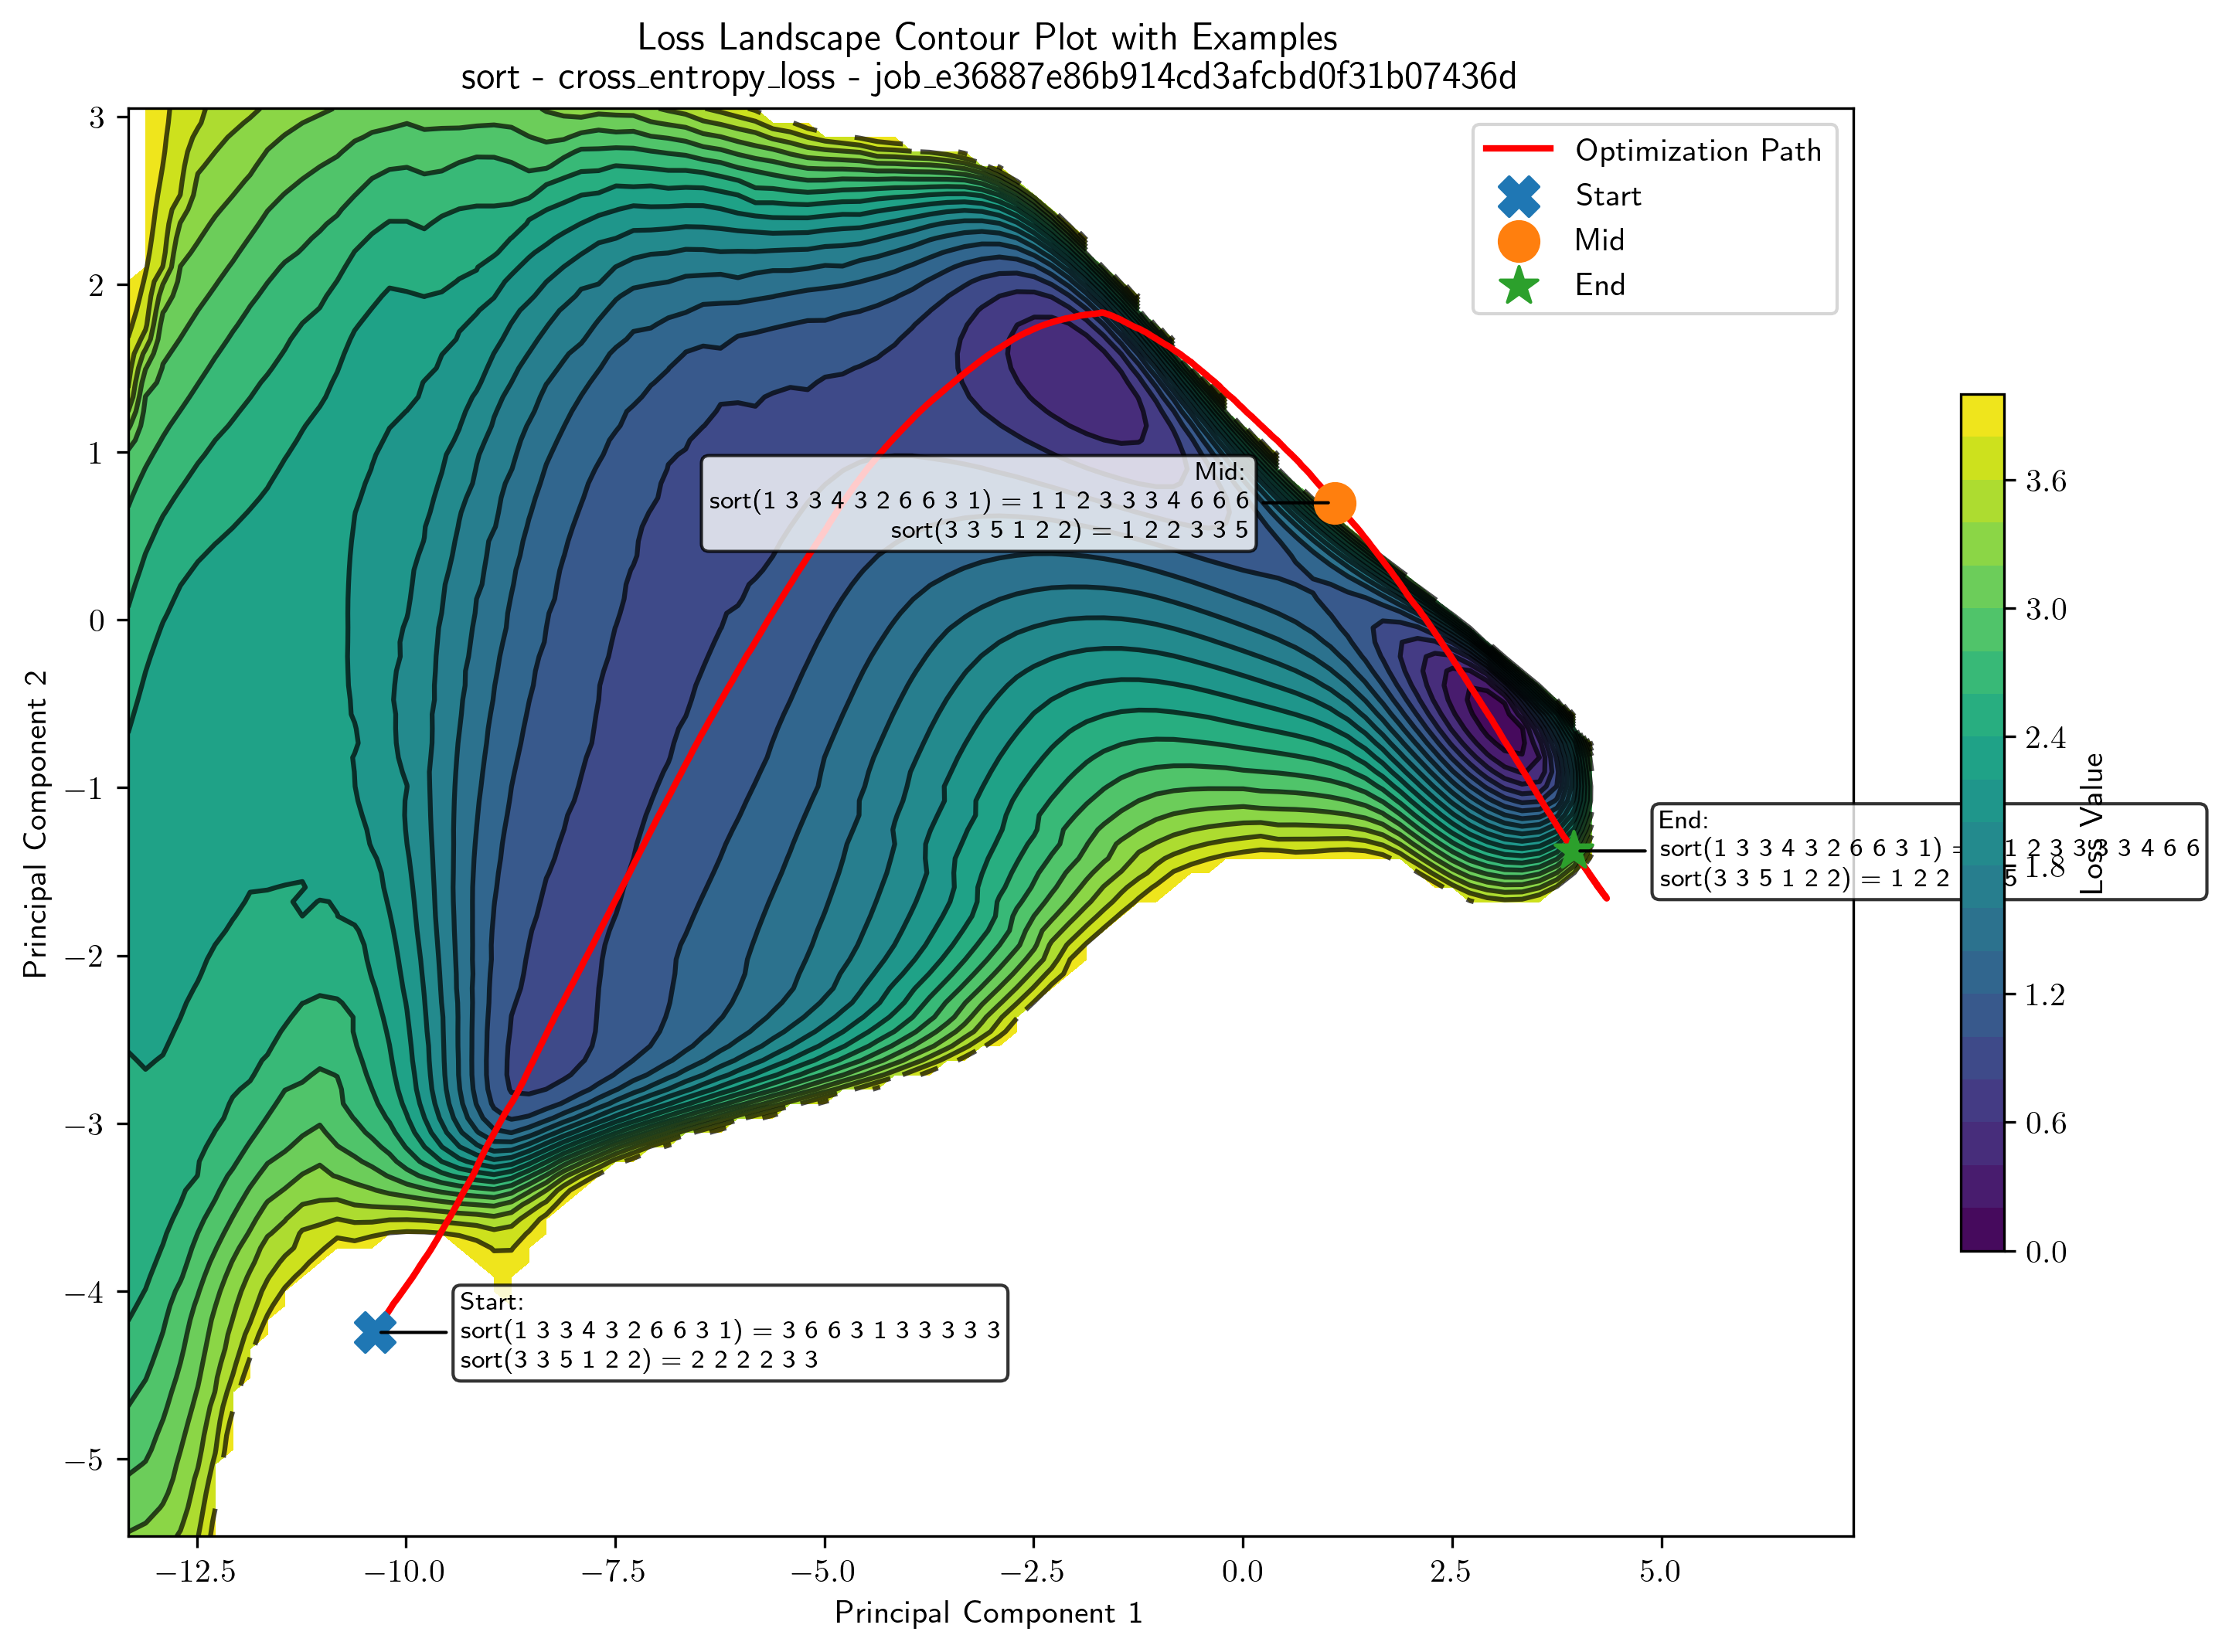 Loss Landscape Contour Plot with Examples
sort - cross_entropy_loss - job_e36887e86b914cd3afcbd0f31b07436d
Optimization Path
Start
Mid
End
3
2
1
0
−1
−2
−3
−4
−5
Principal Component 2
Mid:
sort(1 3 3 4 3 2 6 6 3 1) = 1 1 2 3 3 3 4 6 6 6
sort(3 3 5 1 2 2) = 1 2 2 3 3 5
End:
sort(1 3 3 4 3 2 6 6 3 1) = 1 2 3 3 3 4 6 6
sort(3 3 5 1 2 2) = 1 2 2 5
Start:
sort(1 3 3 4 3 2 6 6 3 1) = 3 6 6 3 1 3 3 3 3 3
sort(3 3 5 1 2 2) = 2 2 2 2 3 3
3.6
3.0
2.4
1.8
1.2
0.6
0.0
Loss Value
−12.5
−10.0
−7.5
−5.0
−2.5
0.0
2.5
5.0
Principal Component 1